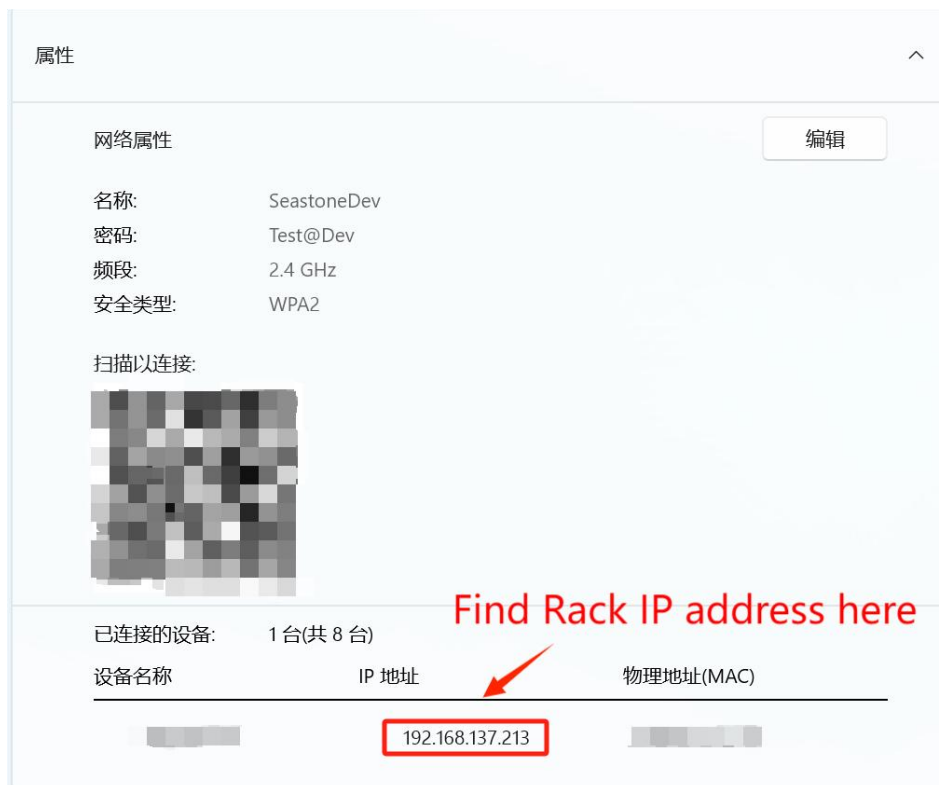 属性
网络属性 编辑
名称: SeastoneDev
密码: Test@Dev
频段: 2.4 GHz
安全类型: WPA2
扫描以连接:
Find Rack IP address here
已连接的设备: 1 台(共 8 台)
设备名称 IP 地址 物理地址(MAC)
192.168.137.213